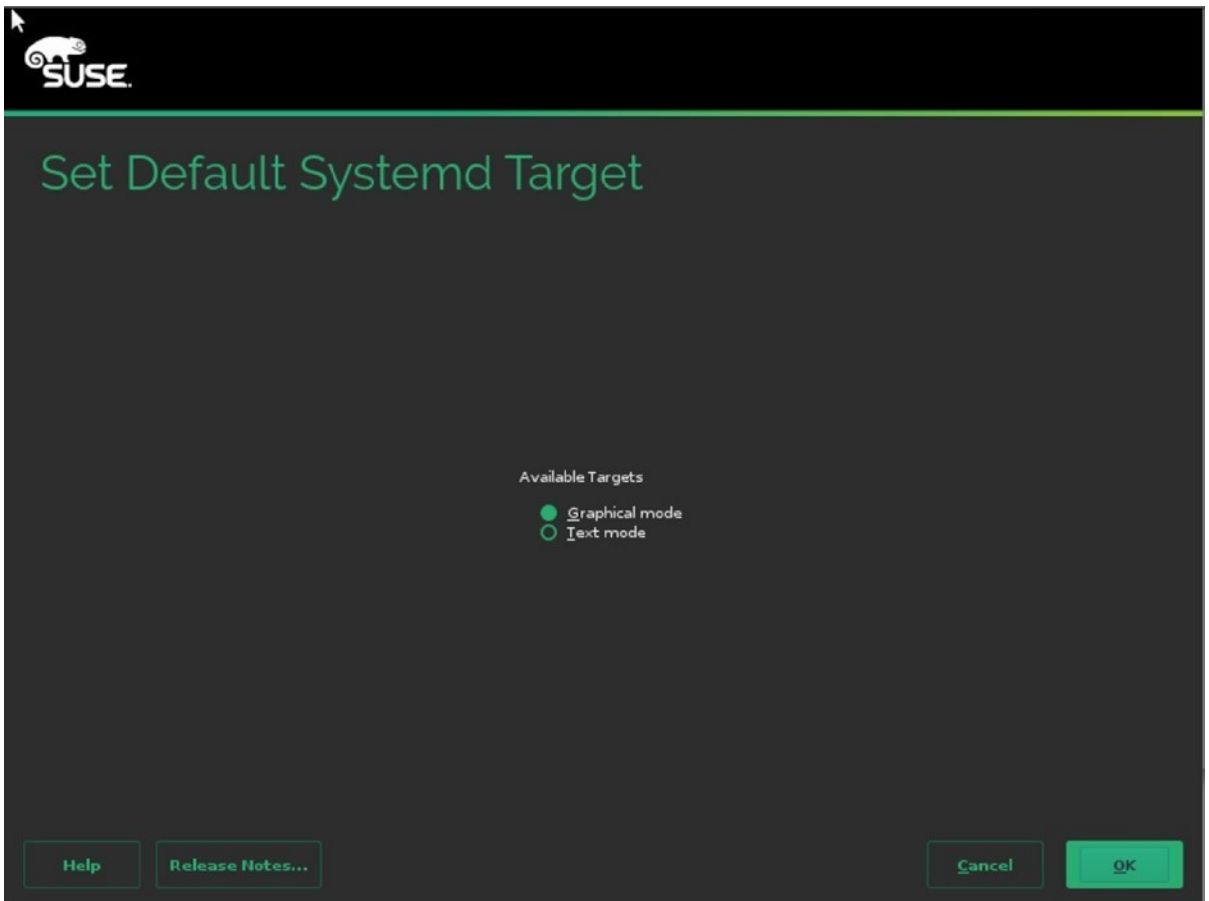 SUSE.
Set Default Systemd Target
Available Targets
Graphical mode
Text mode
Help
Release Notes...
Cancel
OK